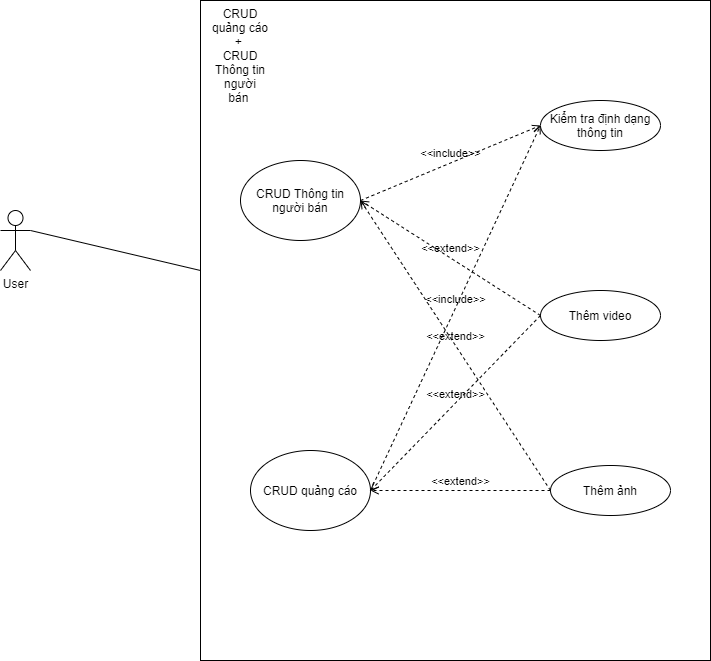 CRUD
quảng cáo
+
CRUD
Thông tin
người
bán
Kiểm tra định dạng
thông tin
<<include>>
CRUD Thông tin
người bán
<<extend>>
User
<<include>>
Thêm video
<<extend>>
<<extend>>
CRUD quảng cáo
<<extend>>
Thêm ảnh